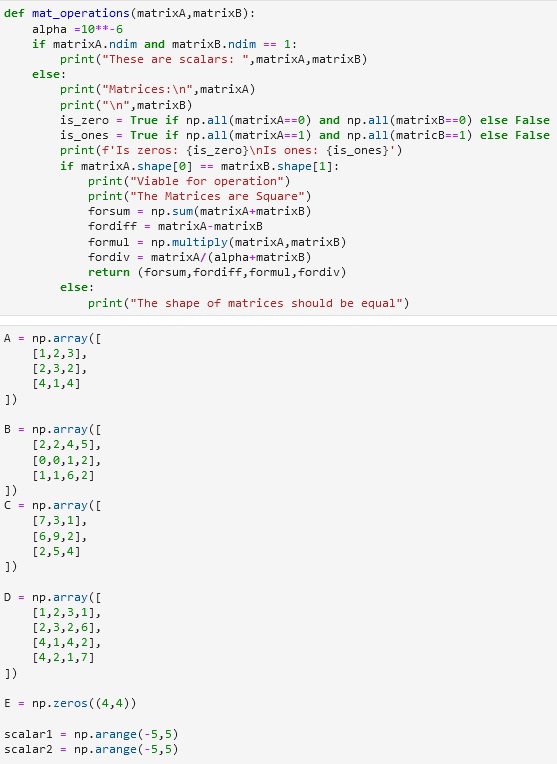 def mat_operations(matrixA,matrixB):
    alpha =10**-6
    if matrixA.ndim and matrixB.ndim == 1:
        print("These are scalars: ",matrixA,matrixB)
    else:
        print("Matrices:\n",matrixA)
        print("\n",matrixB)
        is_zero = True if np.all(matrixA==0) and np.all(matrixB==0) else False
        is_ones = True if np.all(matrixA==1) and np.all(matricB==1) else False
        print(f'Is zeros: {is_zero}\nIs ones: {is_ones}')
        if matrixA.shape[0] == matrixB.shape[1]:
            print("Viable for operation")
            print("The Matrices are Square")
            forsum = np.sum(matrixA+matrixB)
            fordiff = matrixA-matrixB
            formul = np.multiply(matrixA,matrixB)
            fordiv = matrixA/(alpha+matrixB)
            return (forsum,fordiff,formul,fordiv)
        else:
            print("The shape of matrices should be equal")
A = np.array([
    [1,2,3],
    [2,3,2],
    [4,1,4]
])
B = np.array([
    [2,2,4,5],
    [0,0,1,2],
    [1,1,6,2]
])
C = np.array([
    [7,3,1],
    [6,9,2],
    [2,5,4]
])
D = np.array([
    [1,2,3,1],
    [2,3,2,6],
    [4,1,4,2],
    [4,2,1,7]
])
E = np.zeros((4,4))
scalar1 = np.arange(-5,5)
scalar2 = np.arange(-5,5)